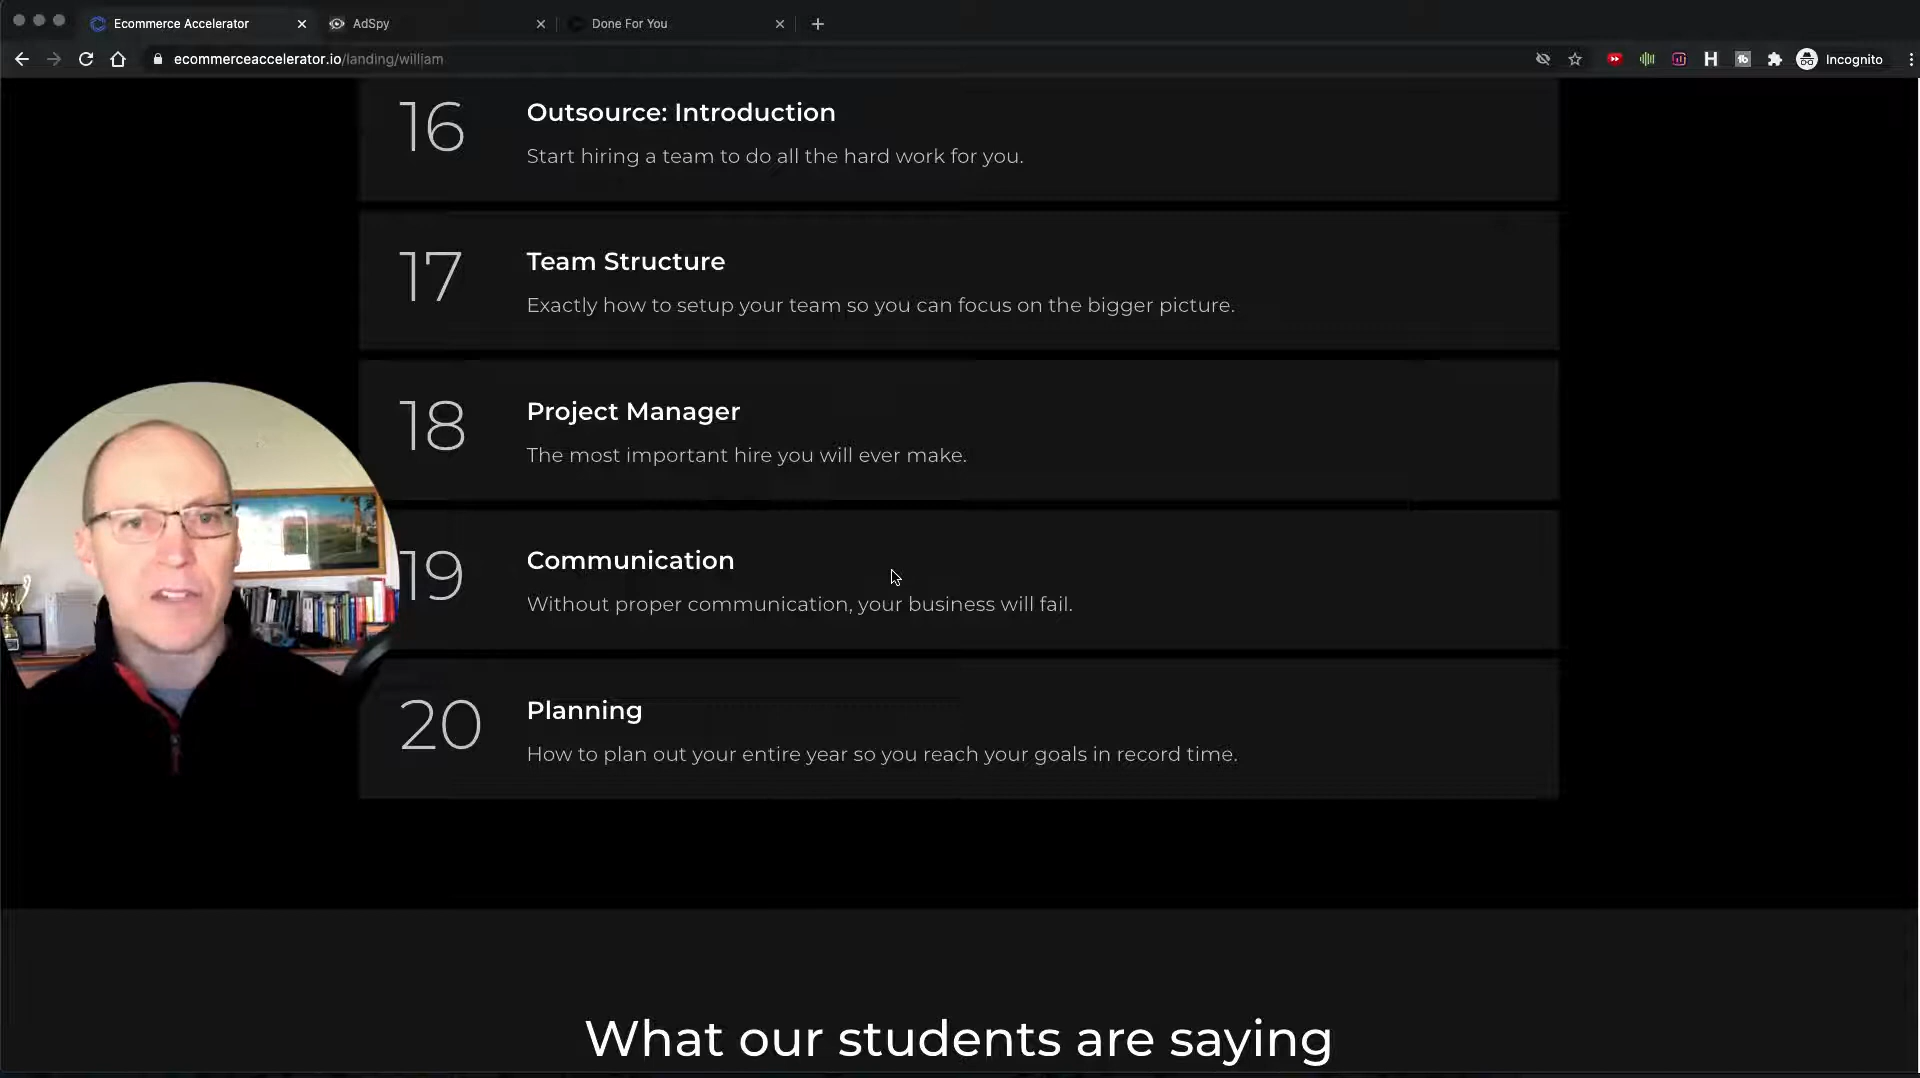 Ecommerce Accelerator
AdSpy
Done For You
ecommerceaccelerator.io/landing/william
Incognito
16
Outsource: Introduction
Start hiring a team to do all the hard work for you.
17
Team Structure
Exactly how to setup your team so you can focus on the bigger picture.
18
Project Manager
The most important hire you will ever make.
19
Communication
Without proper communication, your business will fail.
20
Planning
How to plan out your entire year so you reach your goals in record time.
What our students are saying